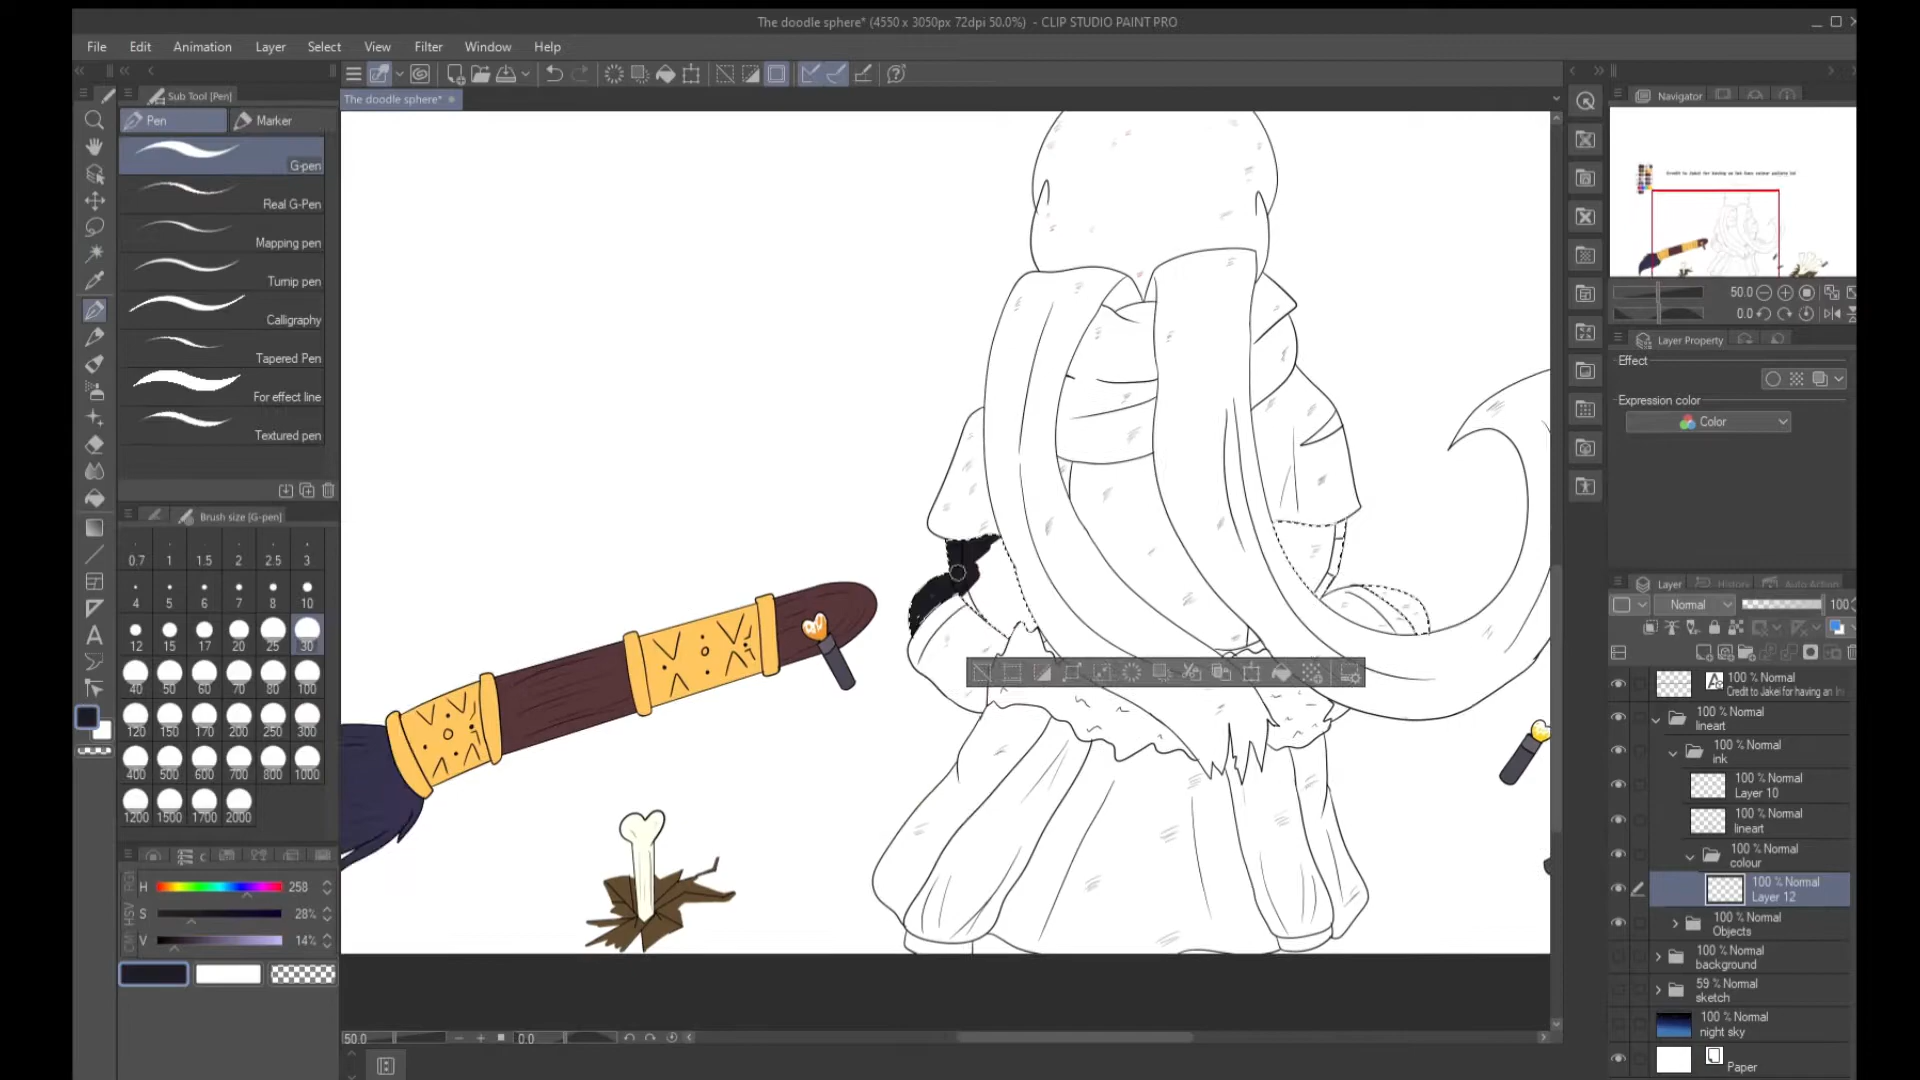 The doodle sphere* (4550 x 3050px 72dpi 50.0%) - CLIP STUDIO PAINT PRO
File Edit Animation Layer Select View Filter Window Help
Sub Tool [Pen]
The doodle sphere*
Navigator
Pen
Marker
G-pen
Real G-Pen
Mapping pen
Turnip pen
Calligraphy
Tapered Pen
For effect line
Textured pen
Brush size [G-pen]
0.7 1 1.5 2 2.5 3
4 5 6 7 8 10
12 15 17 20 25 30
40 50 60 70 80 100
120 150 170 200 250 300
400 500 600 700 800 1000
1200 1500 1700 2000
H 258
S 28%
V 14%
50.0
0.0
50.0
0.0
Layer Property
Effect
Expression color
Color
Layer History Auto Action
Normal 100
100 % Normal
Credit to Jakei for having an
100 % Normal
lineart
100 % Normal
ink
100 % Normal
Layer 10
100 % Normal
lineart
100 % Normal
colour
100 % Normal
Layer 12
100 % Normal
Objects
100 % Normal
background
59 % Normal
sketch
100 % Normal
night sky
Paper